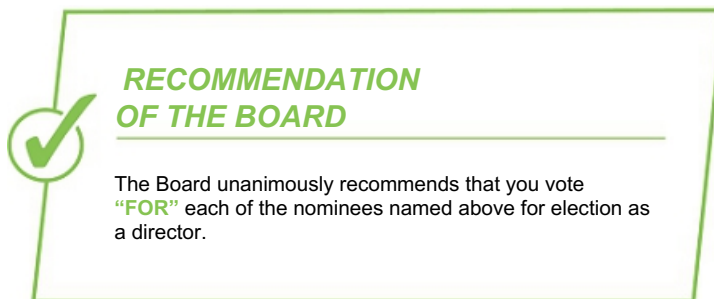 RECOMMENDATION
OF THE BOARD
The Board unanimously recommends that you vote
“FOR” each of the nominees named above for election as
a director.